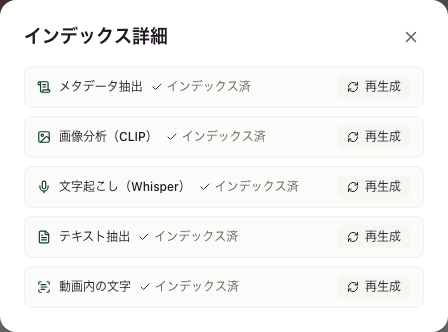 インデックス詳細
メタデータ抽出 インデックス済 再生成
画像分析（CLIP） インデックス済 再生成
文字起こし（Whisper） インデックス済 再生成
テキスト抽出 インデックス済 再生成
動画内の文字 インデックス済 再生成